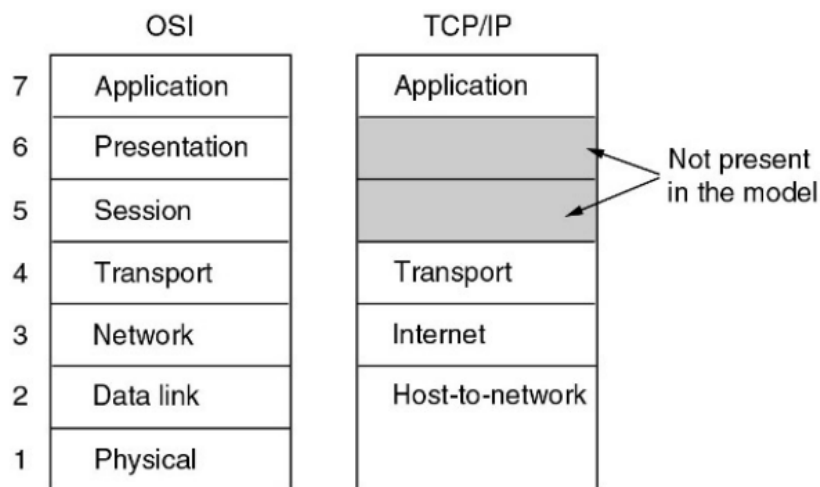 OSI TCP/IP
7 Application Application
6 Presentation
Not present
in the model
5 Session
4 Transport Transport
3 Network Internet
2 Data link Host-to-network
1 Physical